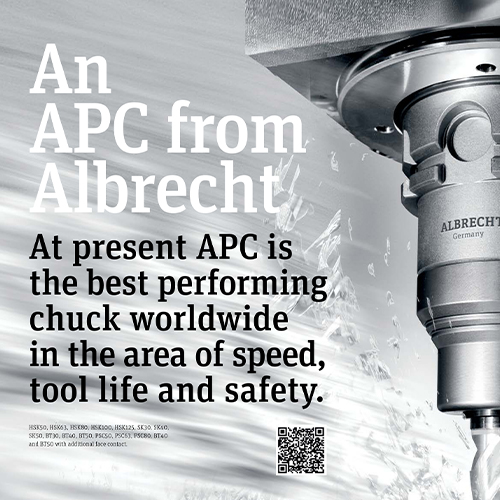 An
APC from
Albrecht
At present APC is
the best performing
chuck worldwide
in the area of speed,
tool life and safety.
HSK50, HSK63, HSK80, HSK100, HSK125, SK30, SK40,
SK50, BT30, BT40, BT50, PSC50, PSC63, PSC80, BT40
and BT50 with additional face contact.
ALBRECHT
Germany